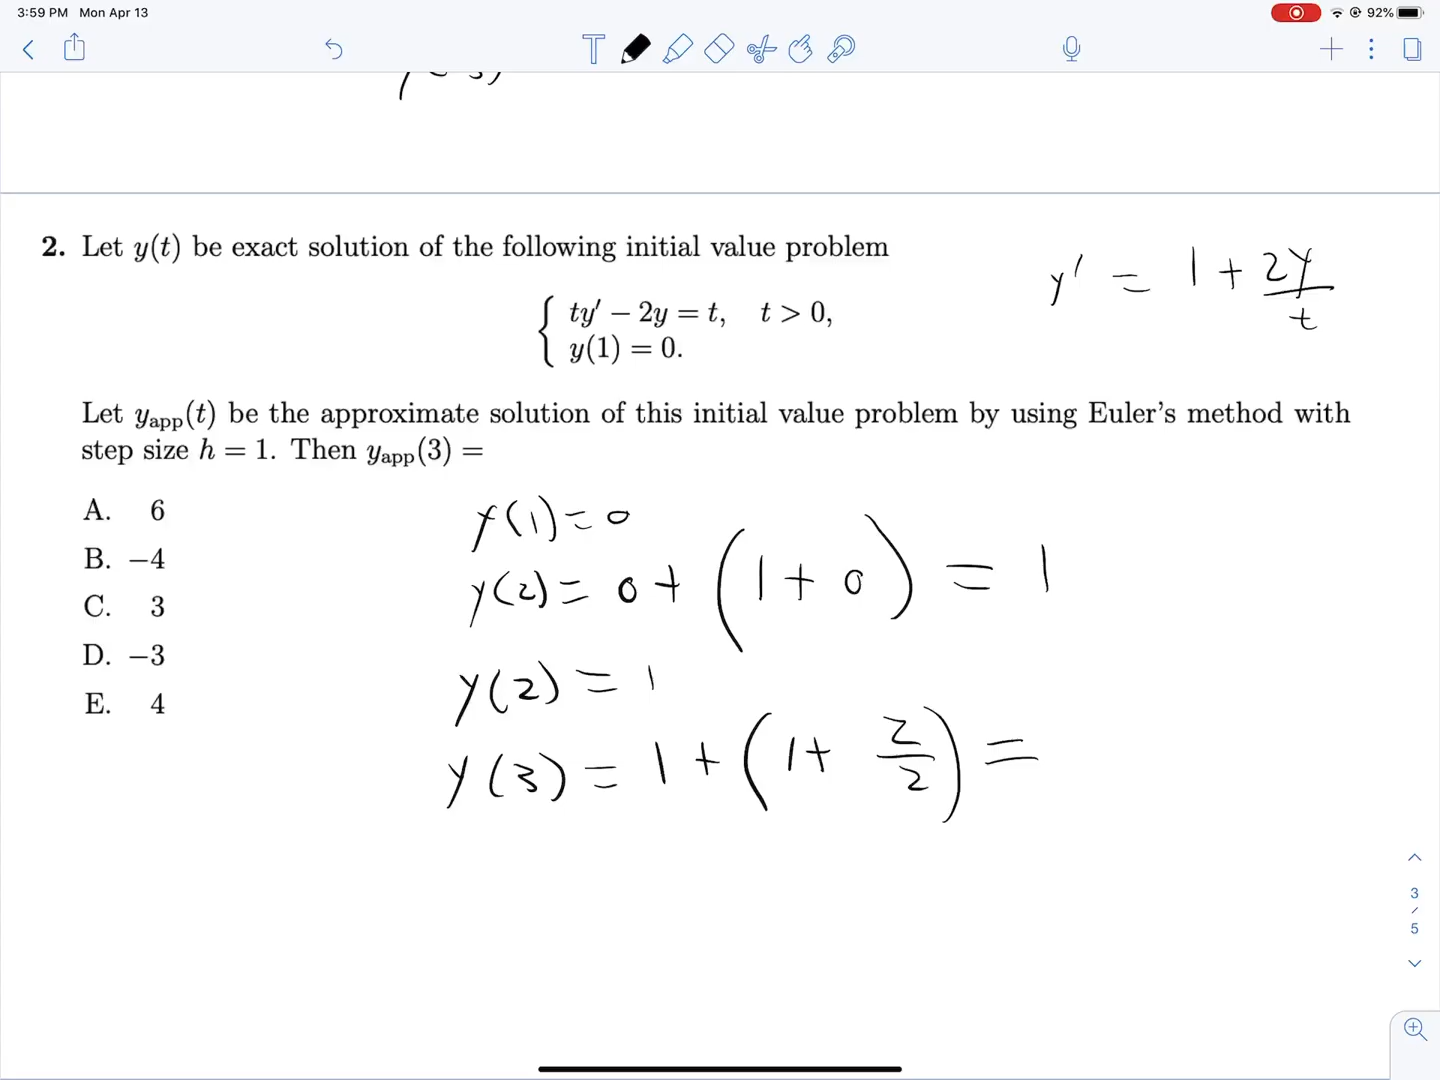 3:59 PM Mon Apr 13
92%
T
2. Let y(t) be exact solution of the following initial value problem
ty′ − 2y = t, t > 0,
y(1) = 0.
y' = 1 + 2y/t
Let y_app(t) be the approximate solution of this initial value problem by using Euler's method with
step size h = 1. Then y_app(3) =
A. 6
B. −4
C. 3
D. −3
E. 4
y(1) = 0
y(2) = 0 + (1 + 0) = 1
y(2) = 1
y(3) = 1 + (1 + 2/2) =
3
/
5